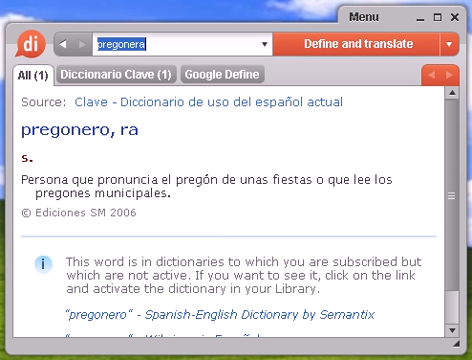 Menu
di
pregonera
Define and translate
All (1)
Diccionario Clave (1)
Google Define
Source: Clave - Diccionario de uso del español actual
pregonero, ra
s.
Persona que pronuncia el pregón de unas fiestas o que lee los
pregones municipales.
© Ediciones SM 2006
i
This word is in dictionaries to which you are subscribed but
which are not active. If you want to see it, click on the link
and activate the dictionary in your Library.
"pregonero" - Spanish-English Dictionary by Semantix